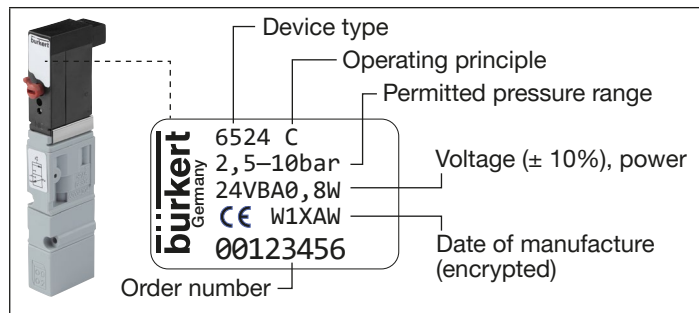 Device type
Operating principle
Permitted pressure range
Voltage (± 10%), power
Date of manufacture
(encrypted)
Order number
burkert
bürkert
Germany
6524 C
2,5–10bar
24VBA0,8W
CE W1XAW
00123456